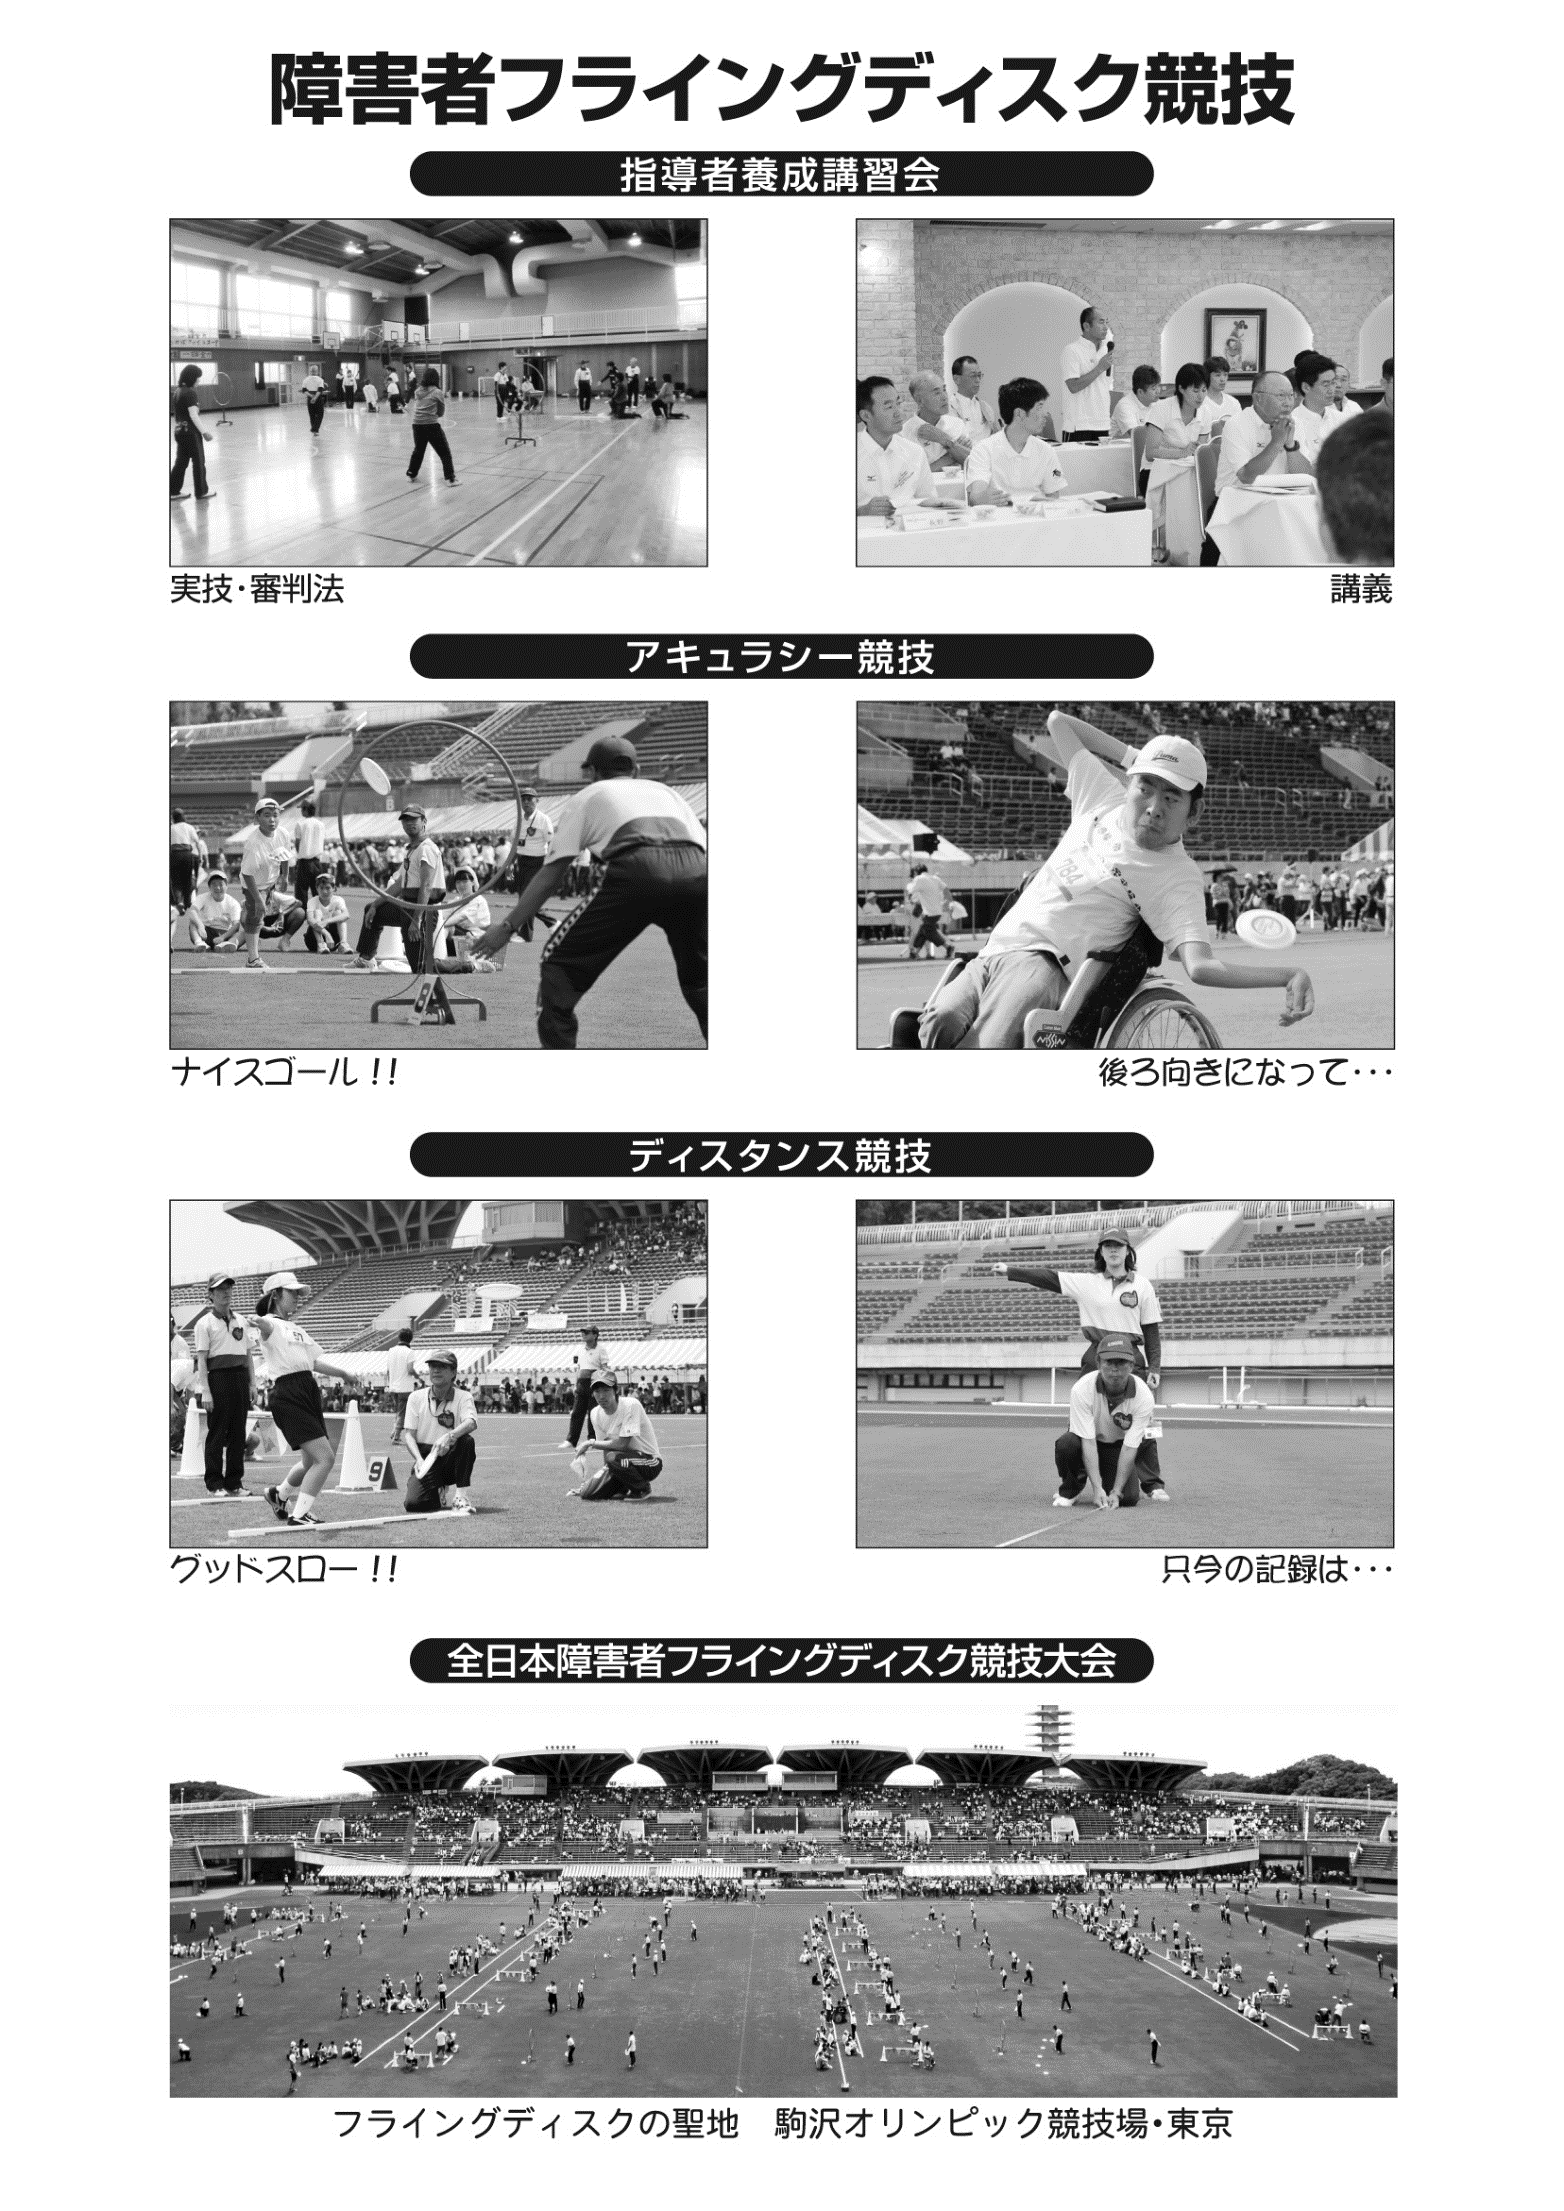 障害者フライングディスク競技
指導者養成講習会
実技・審判法
講義
アキュラシー競技
8
784
NISSIN
ナイスゴール!!
後ろ向きになって・・・
ディスタンス競技
57
9
グッドスロー!!
只今の記録は・・・
全日本障害者フライングディスク競技大会
フライングディスクの聖地 駒沢オリンピック競技場・東京